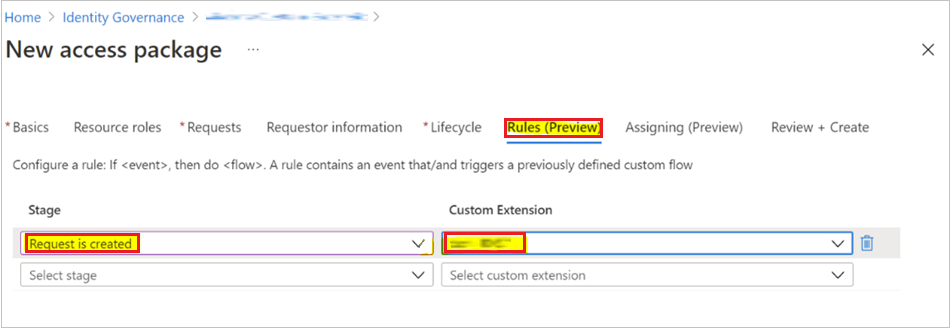 Home > Identity Governance >
New access package ...
* Basics Resource roles * Requests Requestor information * Lifecycle Rules (Preview) Assigning (Preview) Review + Create
Configure a rule: If <event>, then do <flow>. A rule contains an event that/and triggers a previously defined custom flow
Stage Custom Extension
Request is created
Select stage Select custom extension